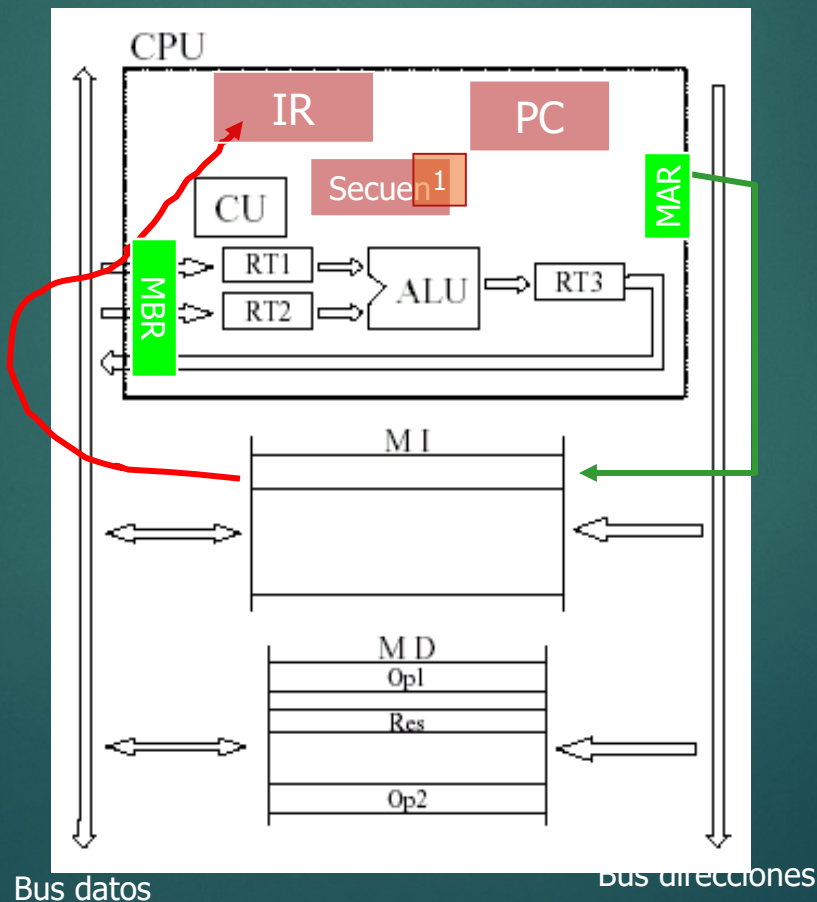 CPU
IR
PC
Secuen
1
MAR
CU
MBR
RT1
ALU
RT3
RT2
M I
M D
Op1
Res
Op2
Bus datos
Bus direcciones